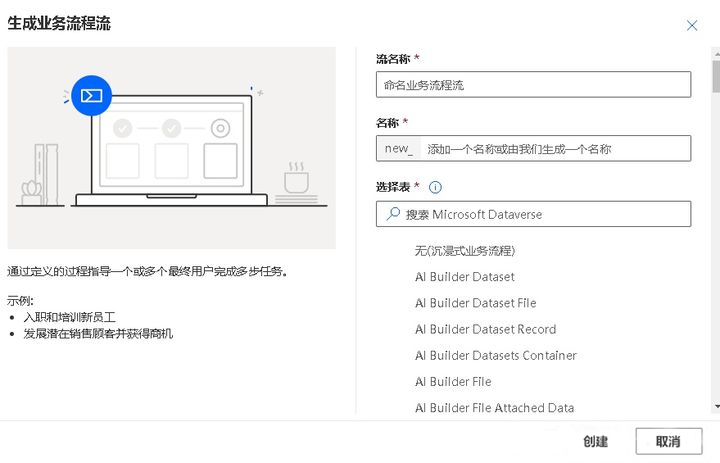 生成业务流程流
通过定义的过程指导一个或多个最终用户完成多步任务。
示例:
• 入职和培训新员工
• 发展潜在销售顾客并获得商机
流名称 *
命名业务流程流
名称 *
new_ 添加一个名称或由我们生成一个名称
选择表 *
搜索 Microsoft Dataverse
无(沉浸式业务流程)
AI Builder Dataset
AI Builder Dataset File
AI Builder Dataset Record
AI Builder Datasets Container
AI Builder File
AI Builder File Attached Data
创建 取消